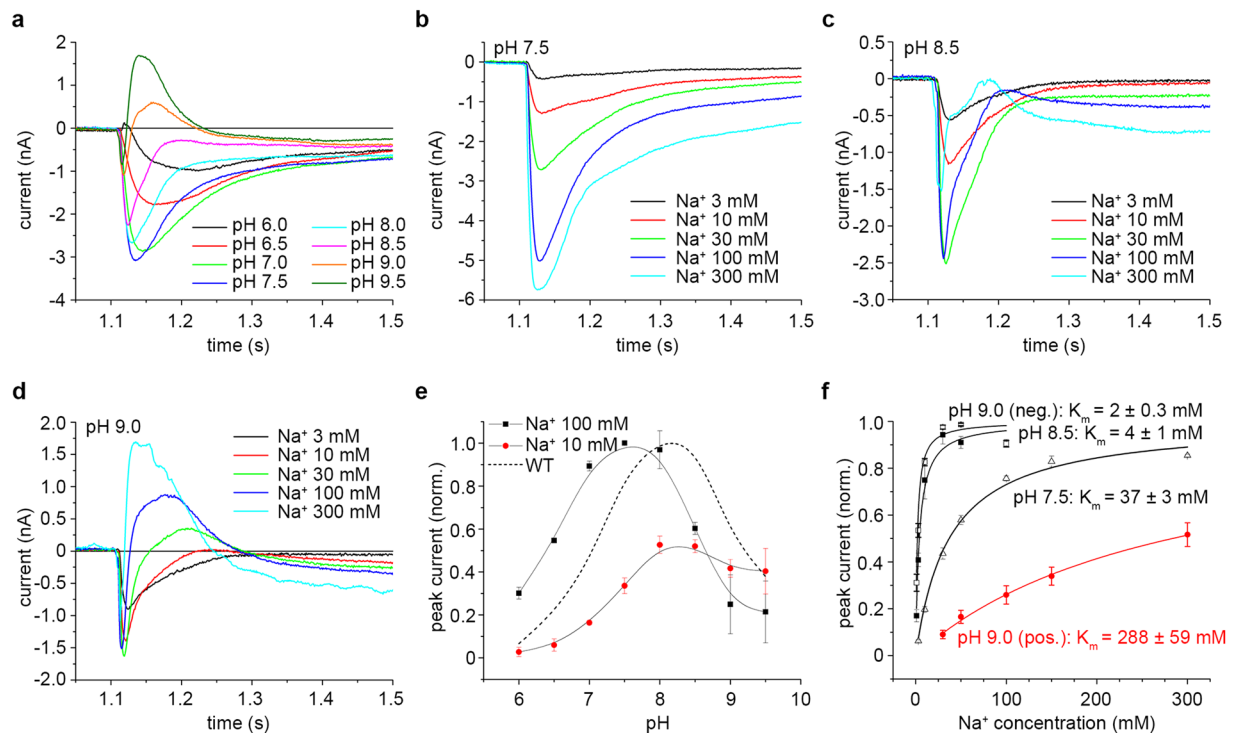 a
2
1
0
-1
-2
-3
-4
current (nA)
pH 6.0
pH 6.5
pH 7.0
pH 7.5
pH 8.0
pH 8.5
pH 9.0
pH 9.5
1.1 1.2 1.3 1.4 1.5
time (s)
b
pH 7.5
0
-1
-2
-3
-4
-5
-6
current (nA)
Na⁺ 3 mM
Na⁺ 10 mM
Na⁺ 30 mM
Na⁺ 100 mM
Na⁺ 300 mM
1.1 1.2 1.3 1.4 1.5
time (s)
c
pH 8.5
0.5
0
-0.5
-1.0
-1.5
-2.0
-2.5
-3.0
current (nA)
Na⁺ 3 mM
Na⁺ 10 mM
Na⁺ 30 mM
Na⁺ 100 mM
Na⁺ 300 mM
1.1 1.2 1.3 1.4 1.5
time (s)
d
pH 9.0
2.0
1.5
1.0
0.5
0
-0.5
-1.0
-1.5
-2.0
current (nA)
Na⁺ 3 mM
Na⁺ 10 mM
Na⁺ 30 mM
Na⁺ 100 mM
Na⁺ 300 mM
1.1 1.2 1.3 1.4 1.5
time (s)
e
Na⁺ 100 mM
Na⁺ 10 mM
WT
1.0
0.8
0.6
0.4
0.2
0
peak current (norm.)
6 7 8 9 10
pH
f
1.0
0.8
0.6
0.4
0.2
0
peak current (norm.)
pH 9.0 (neg.): Kₘ = 2 ± 0.3 mM
pH 8.5: Kₘ = 4 ± 1 mM
pH 7.5: Kₘ = 37 ± 3 mM
pH 9.0 (pos.): Kₘ = 288 ± 59 mM
0 100 200 300
Na⁺ concentration (mM)